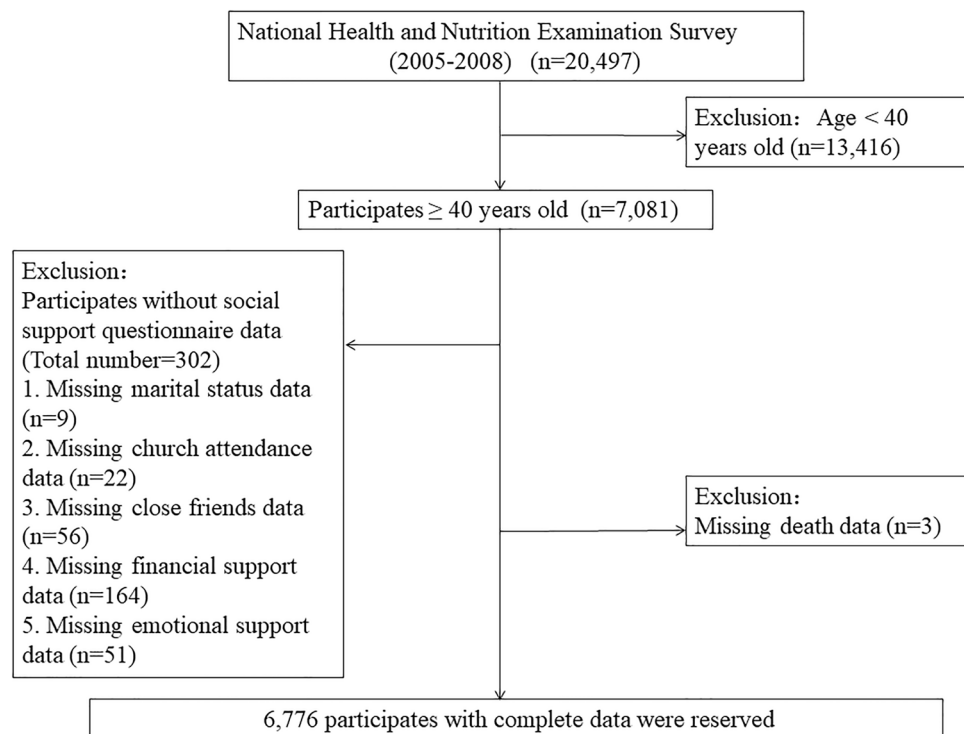 National Health and Nutrition Examination Survey
(2005-2008) (n=20,497)
Exclusion: Age < 40
years old (n=13,416)
Participates ≥ 40 years old (n=7,081)
Exclusion:
Participates without social
support questionnaire data
(Total number=302)
1. Missing marital status data
(n=9)
2. Missing church attendance
data (n=22)
3. Missing close friends data
(n=56)
4. Missing financial support
data (n=164)
5. Missing emotional support
data (n=51)
Exclusion:
Missing death data (n=3)
6,776 participates with complete data were reserved